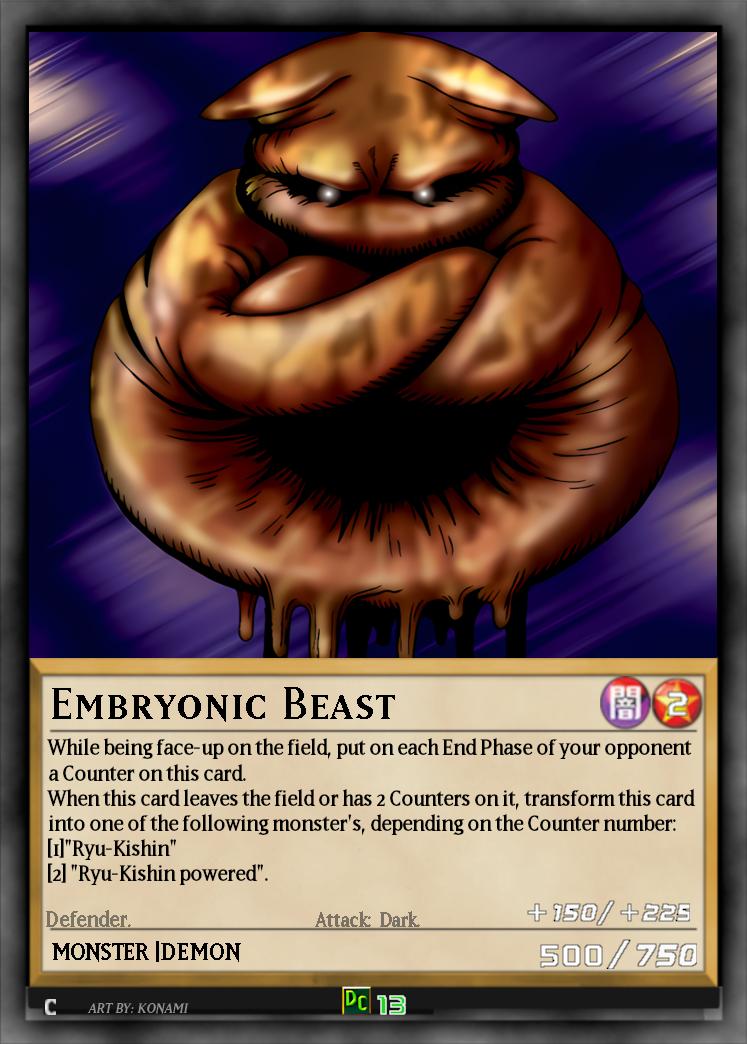 Embryonic Beast 闇 2
While being face-up on the field, put on each End Phase of your opponent
a Counter on this card.
When this card leaves the field or has 2 Counters on it, transform this card
into one of the following monster's, depending on the Counter number:
[1]"Ryu-Kishin"
[2] "Ryu-Kishin powered".
Defender. Attack: Dark. +150/ +225
MONSTER |DEMON 500/750
C ART BY: KONAMI DC 13